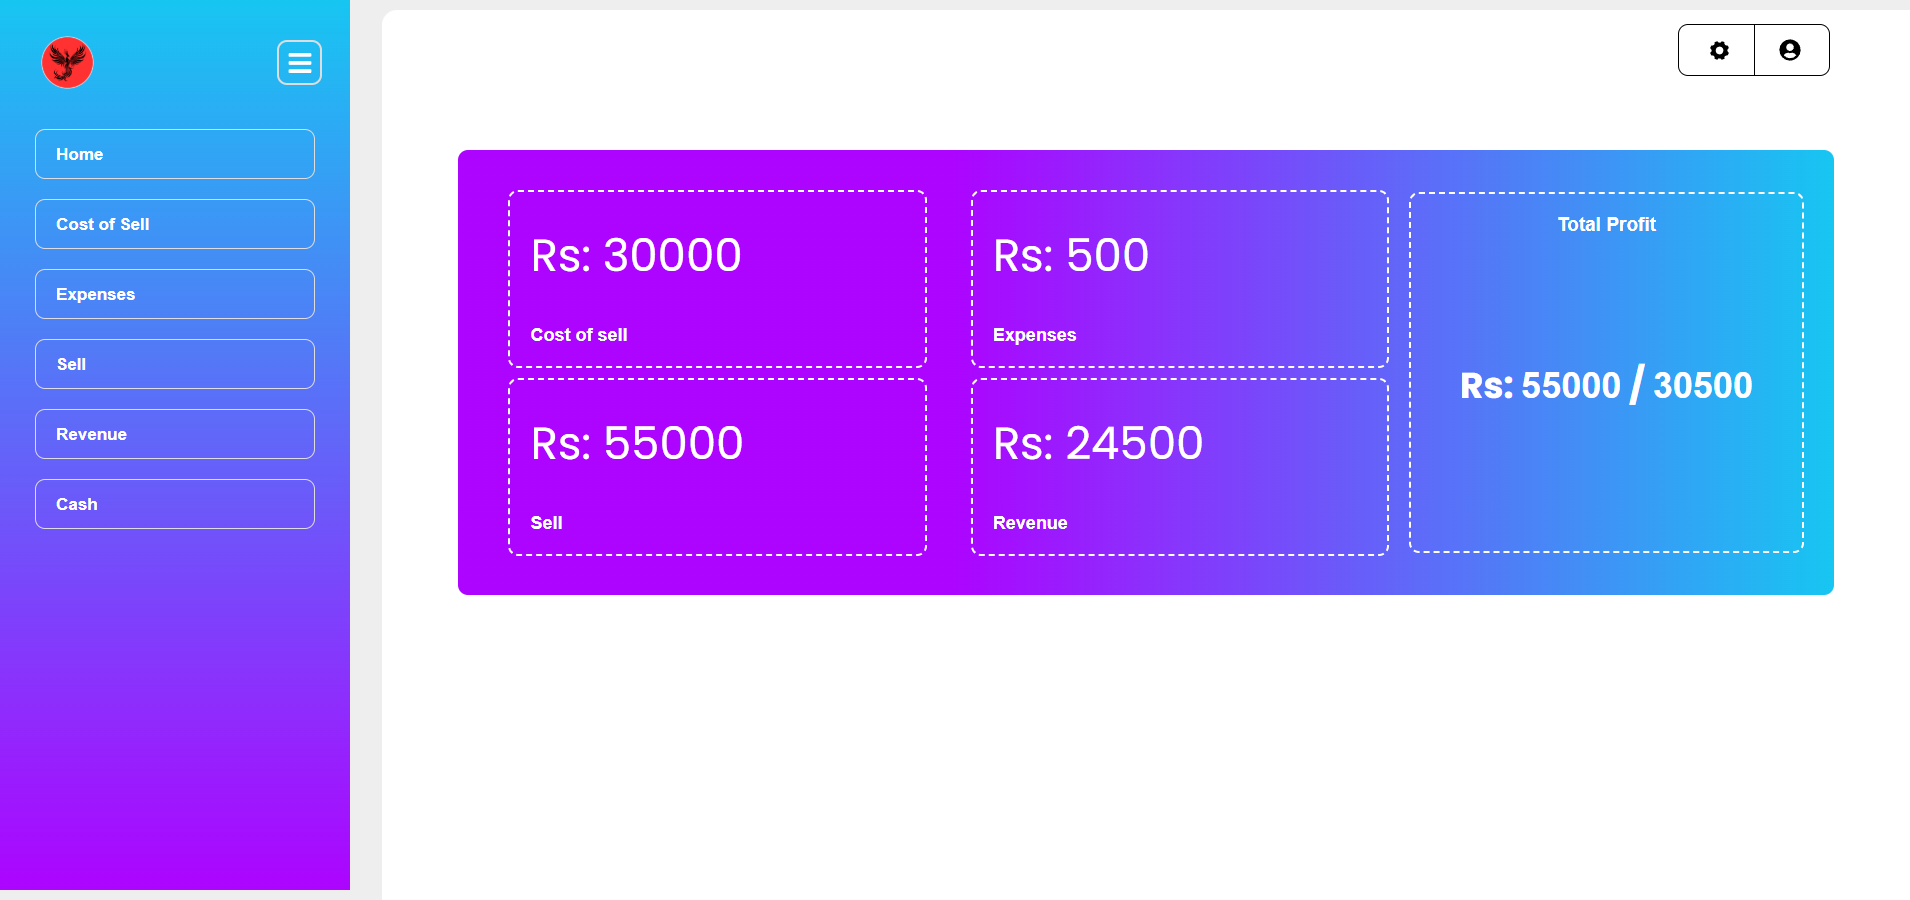 Home
Cost of Sell
Expenses
Sell
Revenue
Cash
Rs: 30000
Cost of sell
Rs: 500
Expenses
Rs: 55000
Sell
Rs: 24500
Revenue
Total Profit
Rs: 55000 / 30500